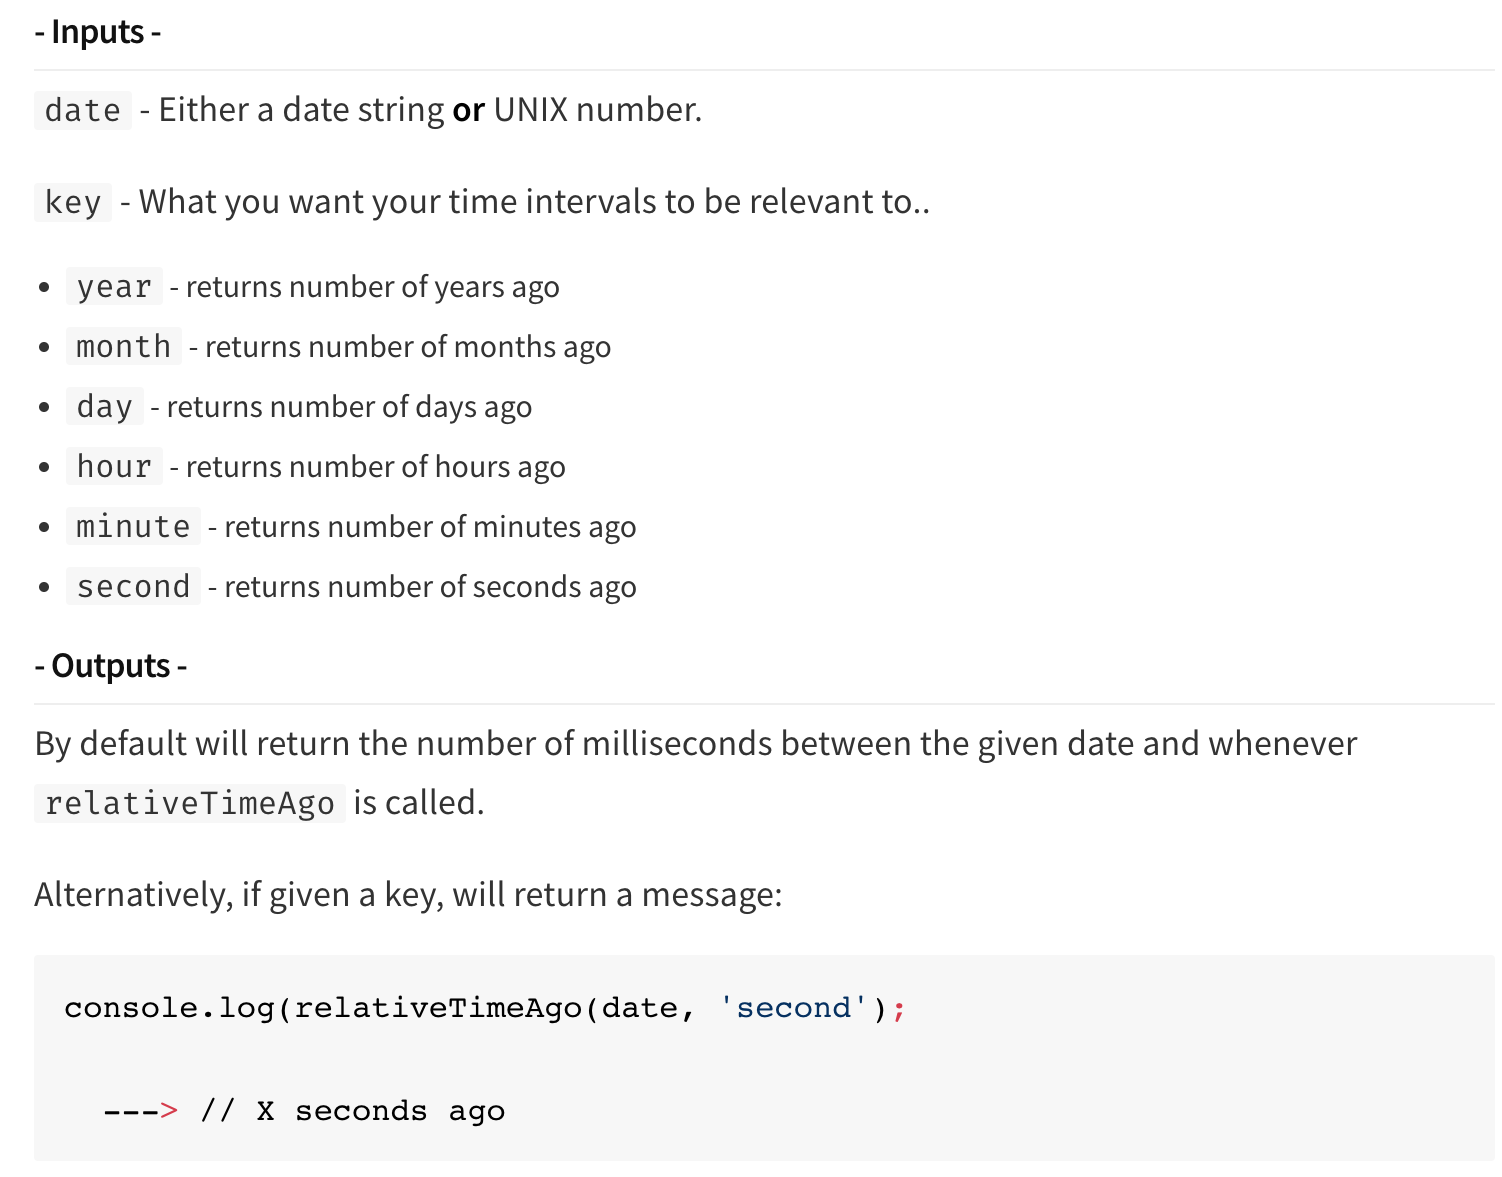 - Inputs -
date - Either a date string or UNIX number.
key - What you want your time intervals to be relevant to..
• year - returns number of years ago
• month - returns number of months ago
• day - returns number of days ago
• hour - returns number of hours ago
• minute - returns number of minutes ago
• second - returns number of seconds ago
- Outputs -
By default will return the number of milliseconds between the given date and whenever
relativeTimeAgo is called.
Alternatively, if given a key, will return a message:
console.log(relativeTimeAgo(date, 'second');
---> // X seconds ago